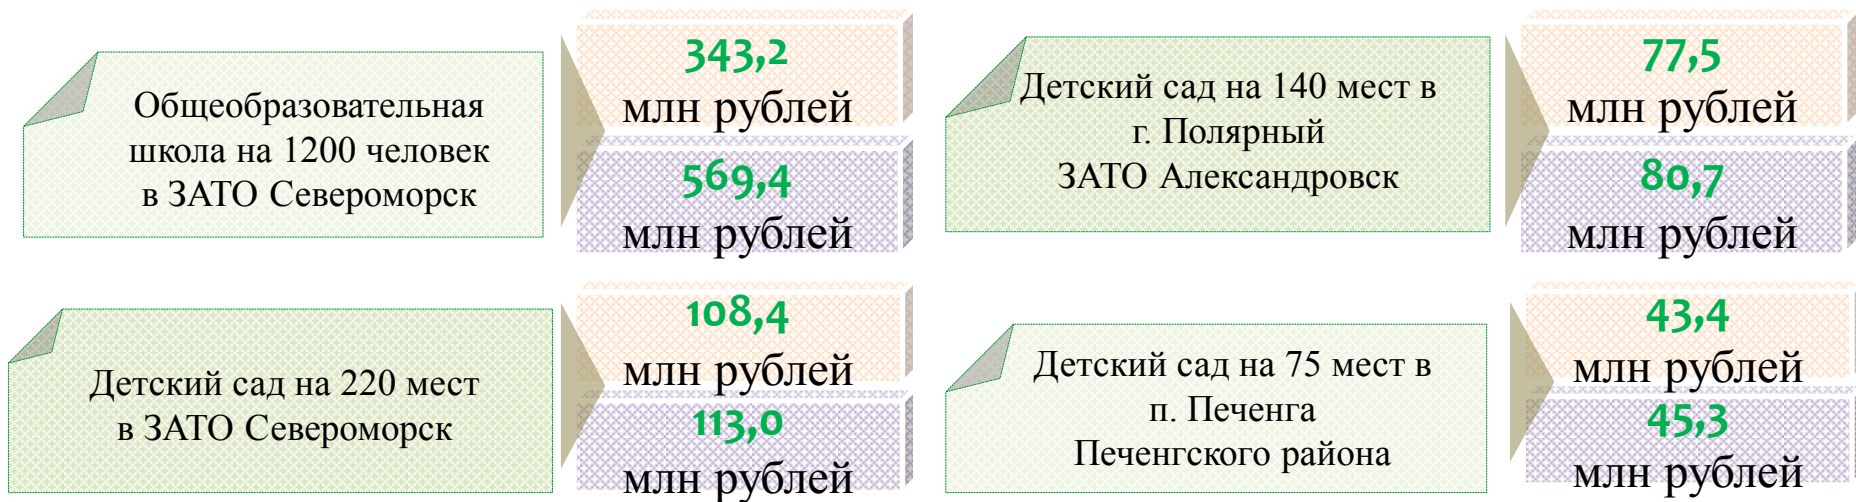 Общеобразовательная
школа на 1200 человек
в ЗАТО Североморск
343,2
млн рублей
569,4
млн рублей
Детский сад на 140 мест в
г. Полярный
ЗАТО Александровск
77,5
млн рублей
80,7
млн рублей
Детский сад на 220 мест
в ЗАТО Североморск
108,4
млн рублей
113,0
млн рублей
Детский сад на 75 мест в
п. Печенга
Печенгского района
43,4
млн рублей
45,3
млн рублей